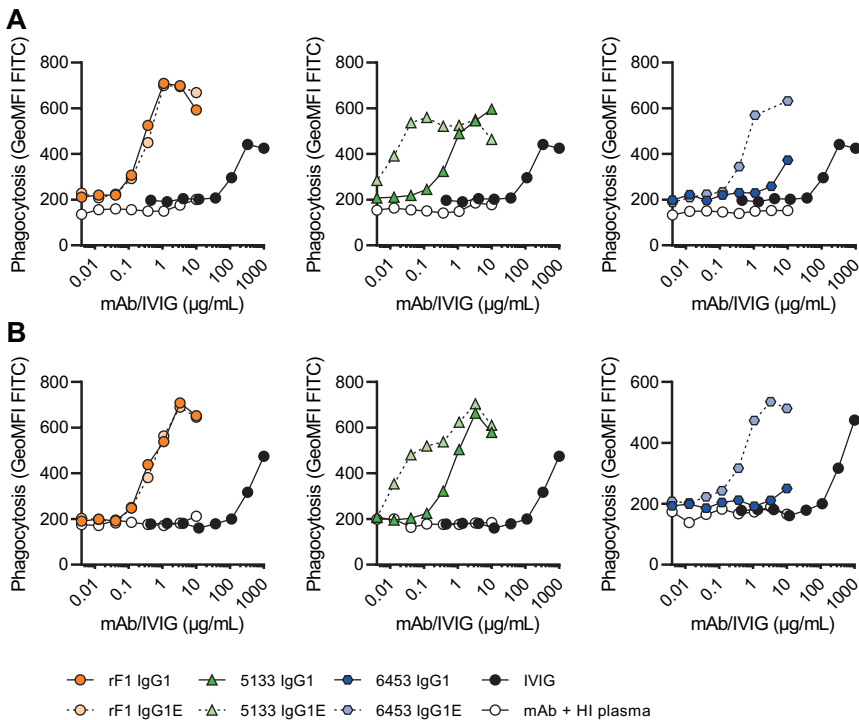 A
Phagocytosis (GeoMFI FITC)
800
600
400
200
0
0.01 0.1 1 10 100 1000
mAb/IVIG (µg/mL)
Phagocytosis (GeoMFI FITC)
800
600
400
200
0
0.01 0.1 1 10 100 1000
mAb/IVIG (µg/mL)
Phagocytosis (GeoMFI FITC)
800
600
400
200
0
0.01 0.1 1 10 100 1000
mAb/IVIG (µg/mL)
B
Phagocytosis (GeoMFI FITC)
800
600
400
200
0
0.01 0.1 1 10 100 1000
mAb/IVIG (µg/mL)
Phagocytosis (GeoMFI FITC)
800
600
400
200
0
0.01 0.1 1 10 100 1000
mAb/IVIG (µg/mL)
Phagocytosis (GeoMFI FITC)
600
400
200
0
0.01 0.1 1 10 100 1000
mAb/IVIG (µg/mL)
rF1 IgG1 5133 IgG1 6453 IgG1 IVIG
rF1 IgG1E 5133 IgG1E 6453 IgG1E mAb + HI plasma